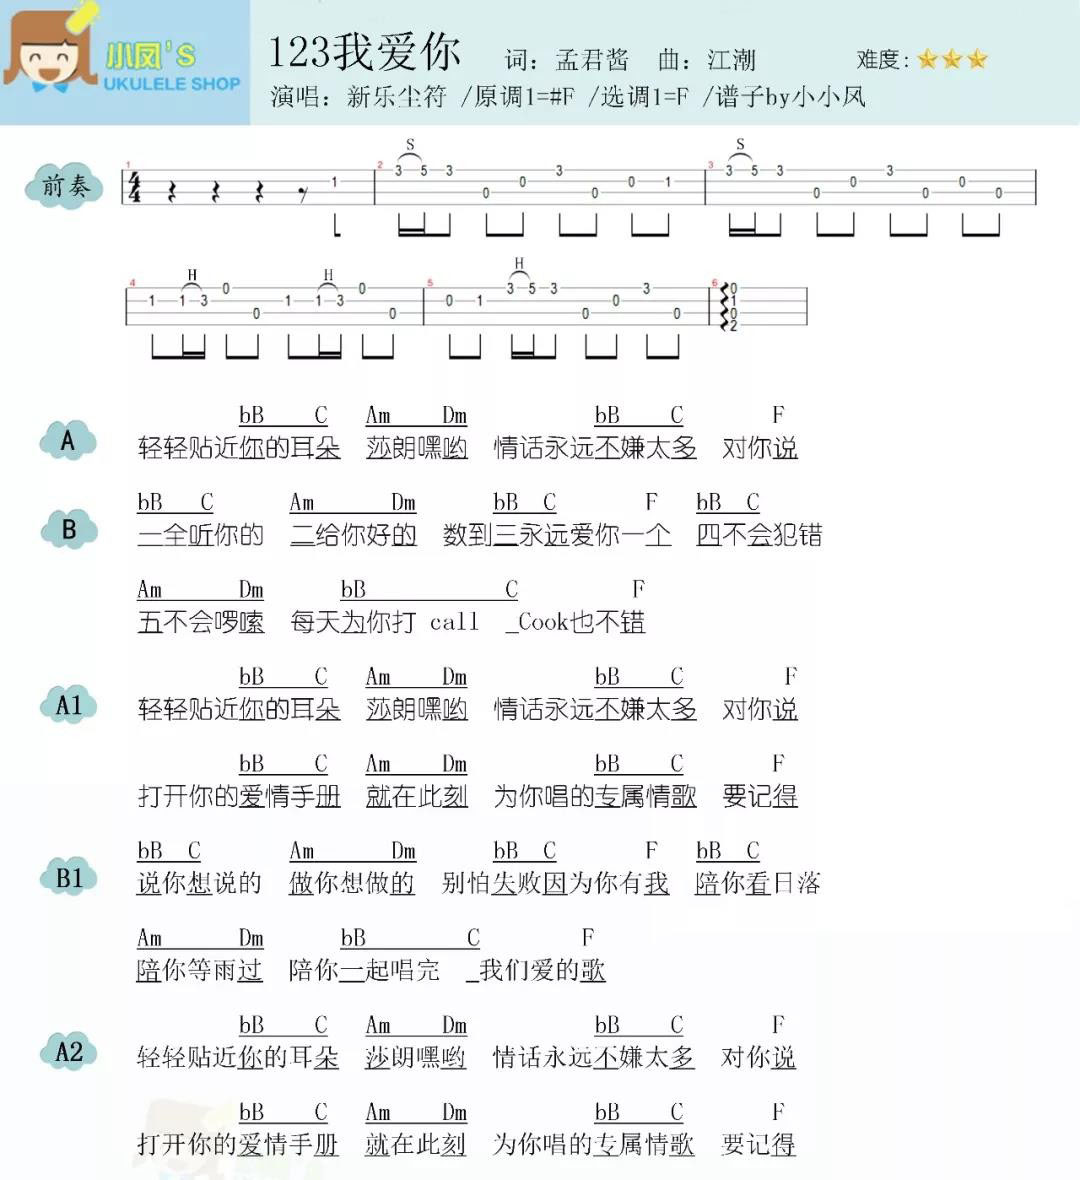 小凤's
UKULELE SHOP
123我爱你 词：孟君酱 曲：江潮 难度：
演唱：新乐尘符 /原调1=#F /选调1=F /谱子by小小风
S S
前奏 1 4/4 1 2 3 5 3 0 0 3 0 0 1 3 3 5 3 0 0 3 0 0 0
H H H
4 1 1 3 0 0 1 1 3 0 0 5 0 1 3 5 3 0 0 3 0 6 0 1 0 2
bB C Am Dm bB C F
A 轻轻贴近你的耳朵 莎朗嘿哟 情话永远不嫌太多 对你说
bB C Am Dm bB C F bB C
B 一全听你的 二给你好的 数到三永远爱你一个 四不会犯错
Am Dm bB C F
五不会啰嗦 每天为你打 call _Cook也不错
bB C Am Dm bB C F
A1 轻轻贴近你的耳朵 莎朗嘿哟 情话永远不嫌太多 对你说
bB C Am Dm bB C F
打开你的爱情手册 就在此刻 为你唱的专属情歌 要记得
bB C Am Dm bB C F bB C
B1 说你想说的 做你想做的 别怕失败因为你有我 陪你看日落
Am Dm bB C F
陪你等雨过 陪你一起唱完 _我们爱的歌
bB C Am Dm bB C F
A2 轻轻贴近你的耳朵 莎朗嘿哟 情话永远不嫌太多 对你说
bB C Am Dm bB C F
打开你的爱情手册 就在此刻 为你唱的专属情歌 要记得